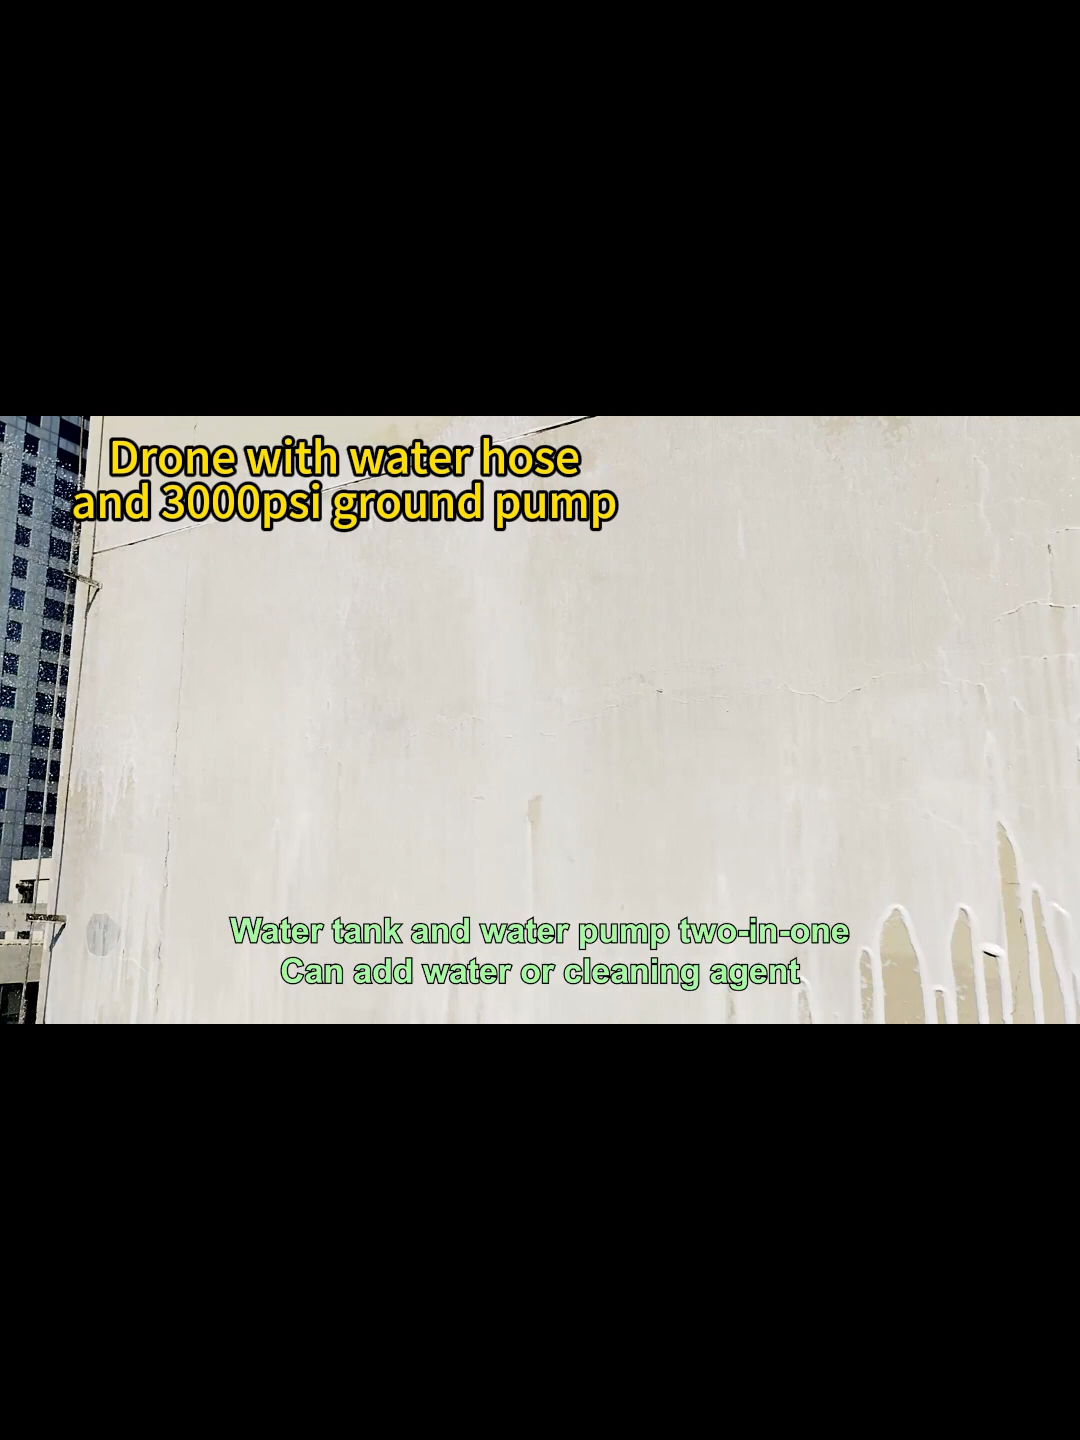 Drone with water hose
and 3000psi ground pump
Water tank and water pump two-in-one
Can add water or cleaning agent